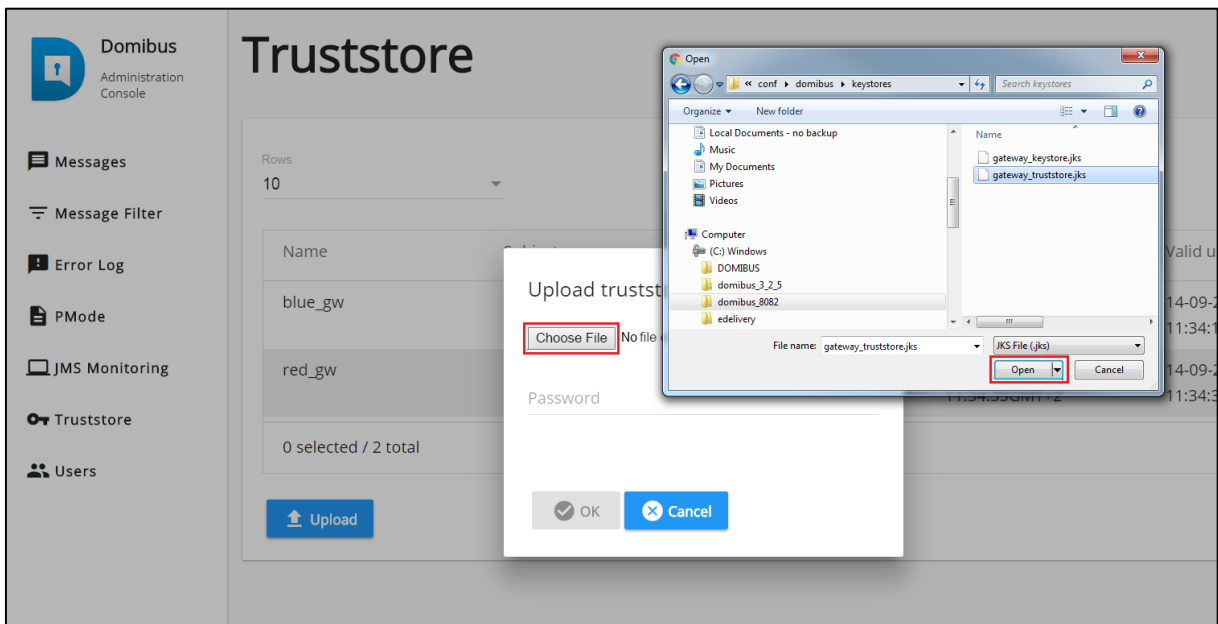 Domibus
Administration
Console
Messages
Message Filter
Error Log
PMode
JMS Monitoring
Truststore
Users
Truststore
Rows
10
Name
Valid u
blue_gw
14-09-2
11:34:1
red_gw
14-09-2
11:34:3
0 selected / 2 total
Upload
Upload trustst
Choose File No file
Password
OK Cancel
Open
« conf domibus keystores
Search keystores
Organize New folder
Local Documents - no backup
Music
My Documents
Pictures
Videos
Computer
(C:) Windows
DOMIBUS
domibus_3_2_5
domibus_8082
edelivery
Name
gateway_keystore.jks
gateway_truststore.jks
File name: gateway_truststore.jks JKS File (.jks)
Open Cancel